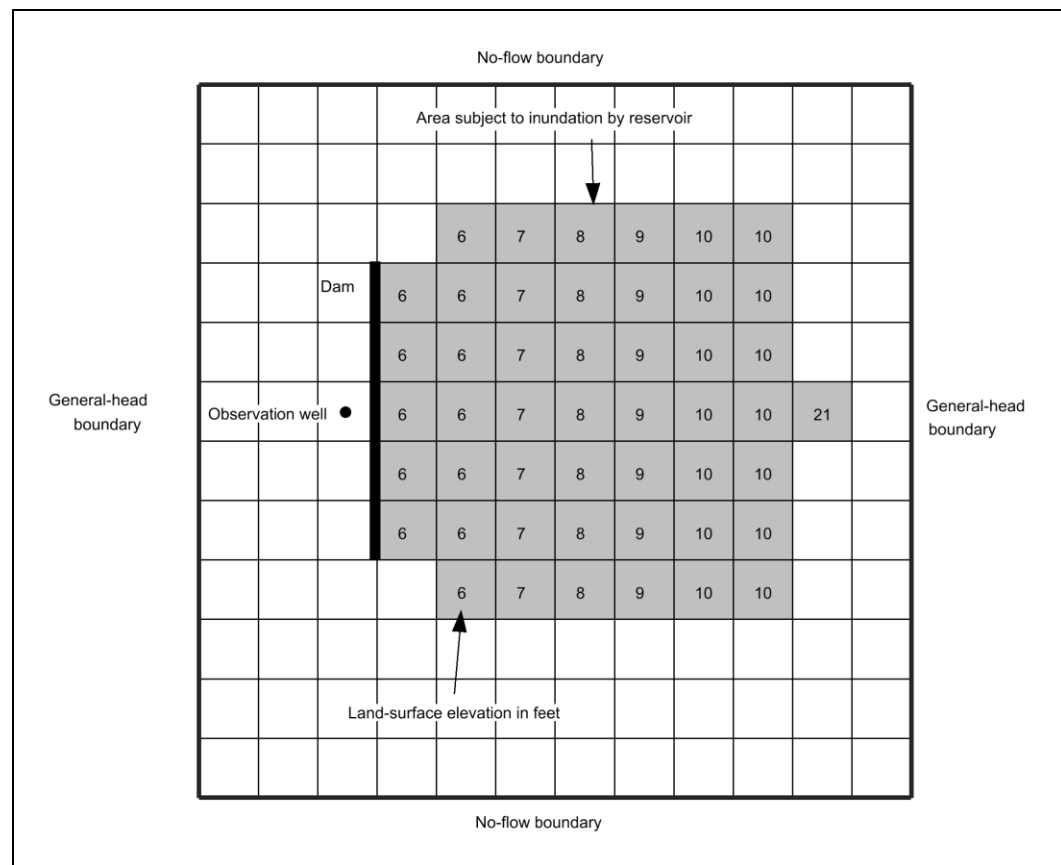 No-flow boundary
Area subject to inundation by reservoir
6 7 8 9 10 10
Dam
6 6 7 8 9 10 10
6 6 7 8 9 10 10
General-head
boundary
Observation well
6 6 7 8 9 10 10 21
General-head
boundary
6 6 7 8 9 10 10
6 6 7 8 9 10 10
6 7 8 9 10 10
Land-surface elevation in feet
No-flow boundary